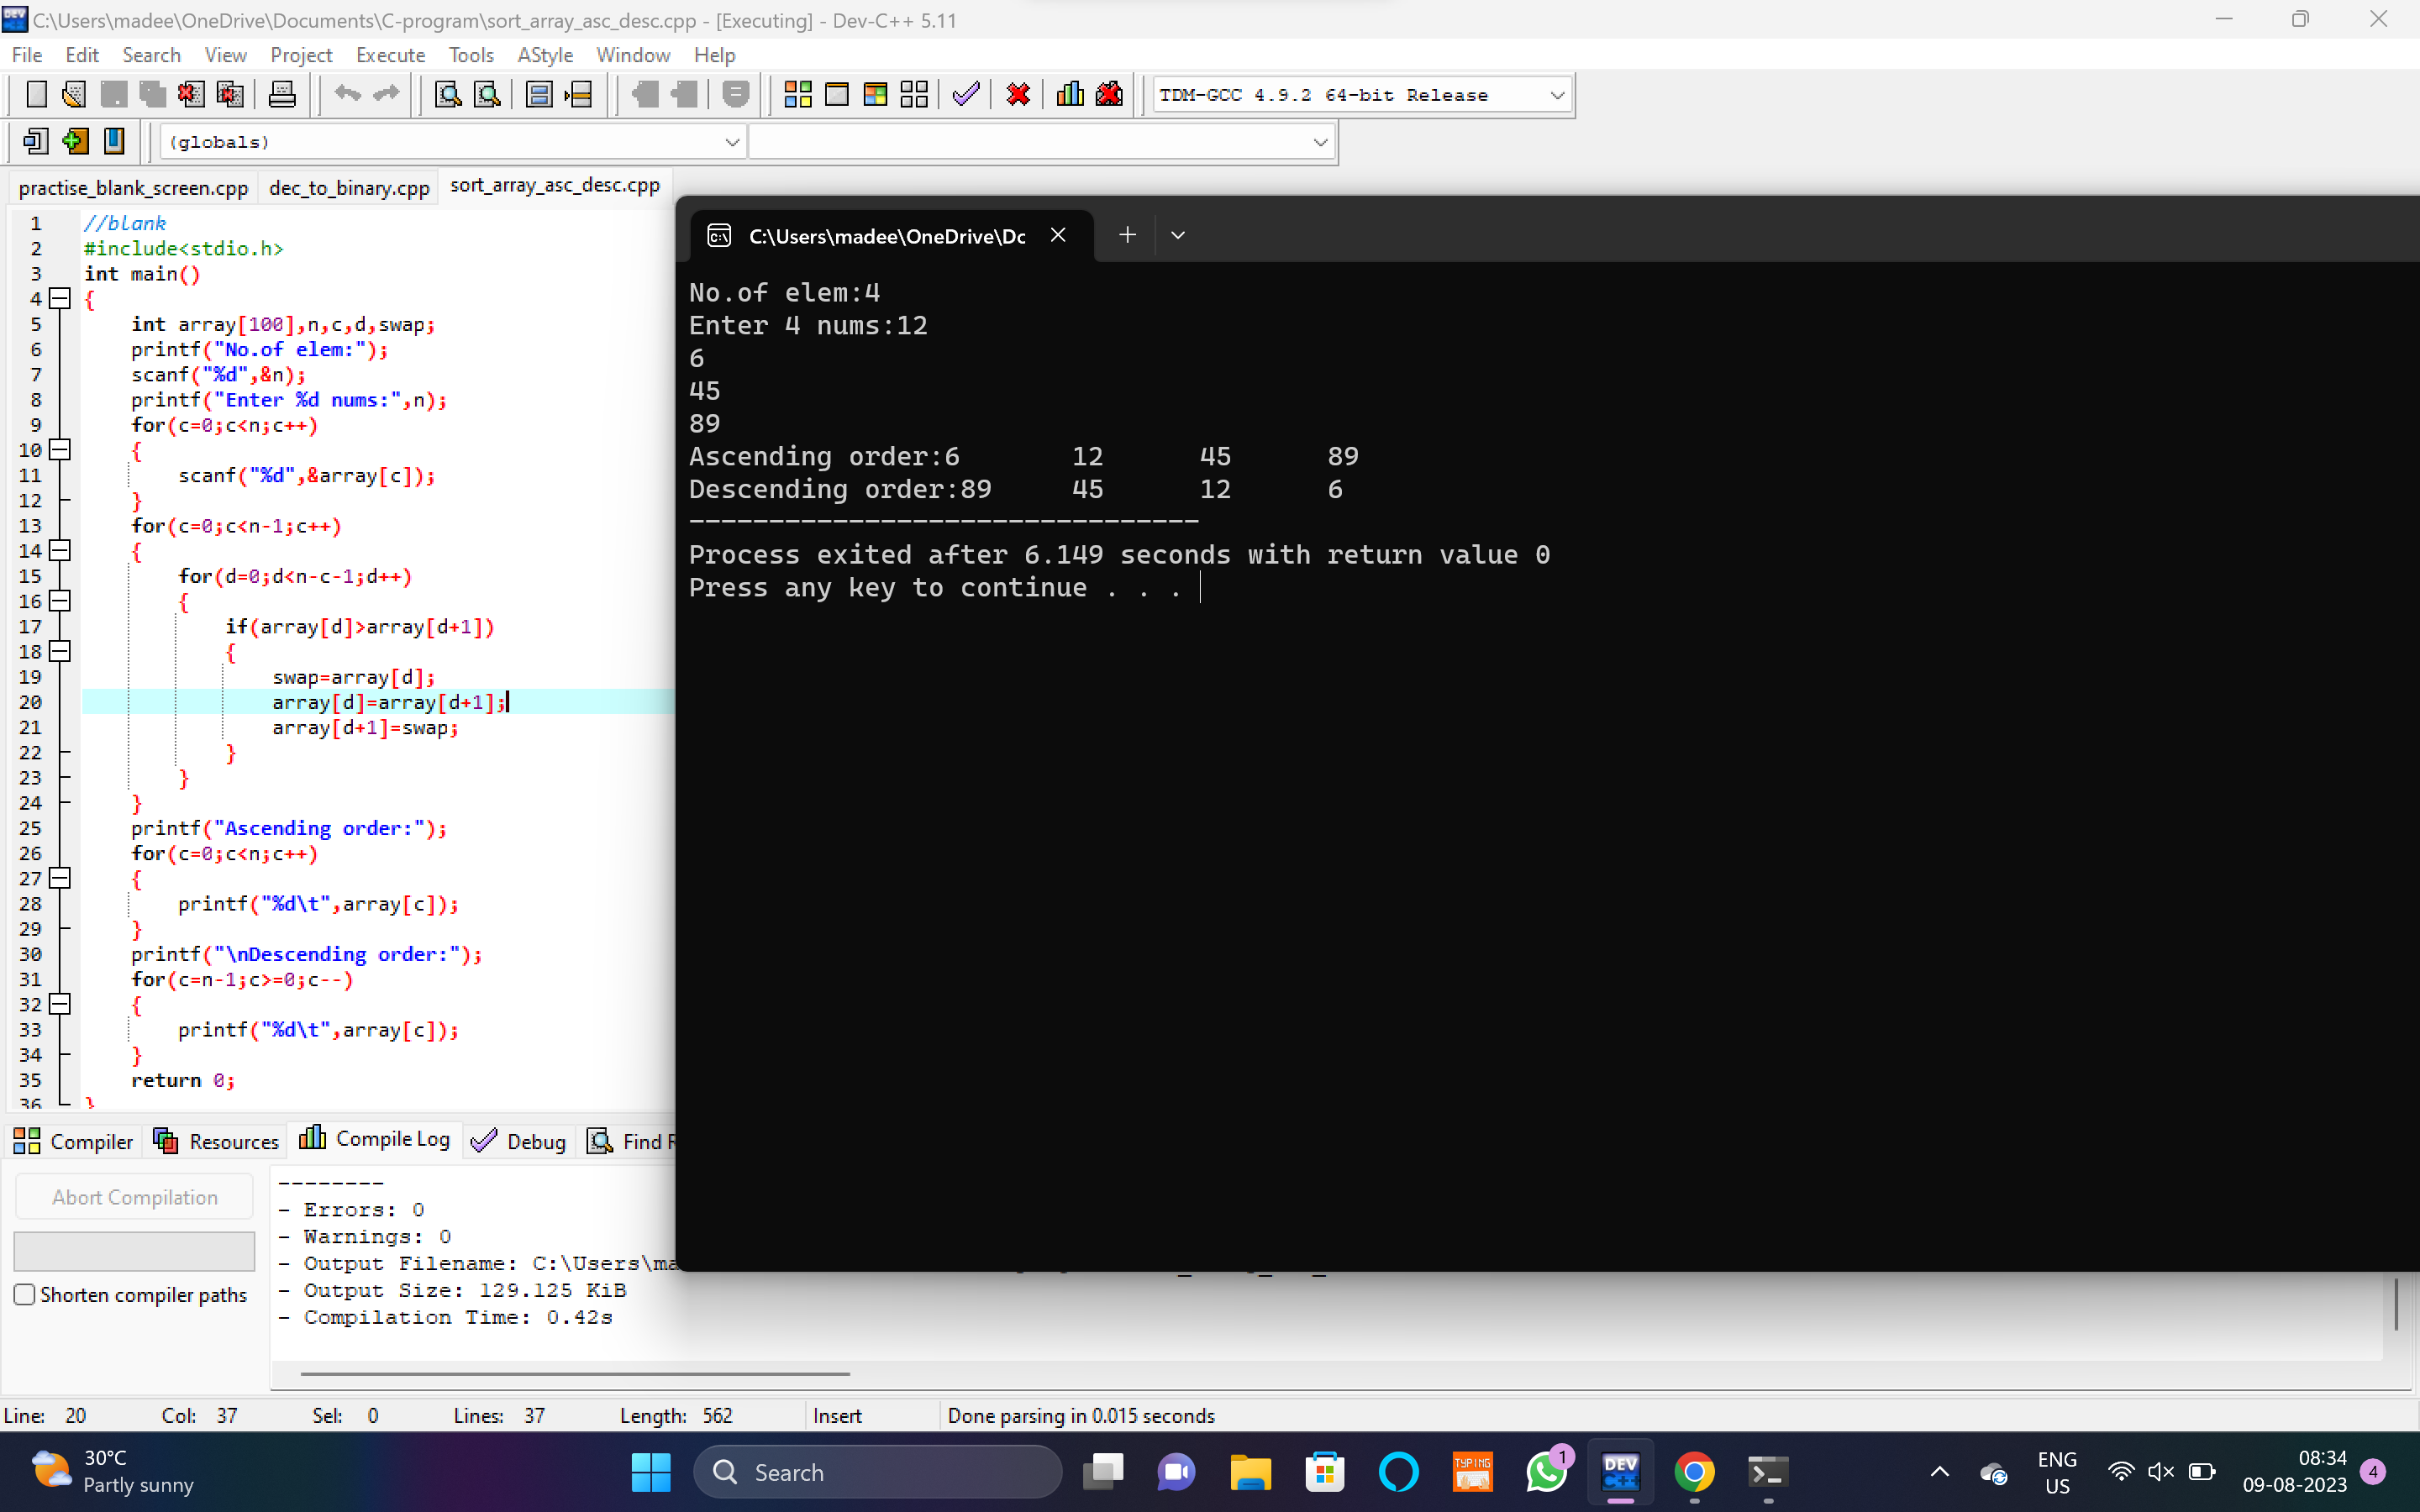 C:\Users\madee\OneDrive\Documents\C-program\sort_array_asc_desc.cpp - [Executing] - Dev-C++ 5.11
File Edit Search View Project Execute Tools AStyle Window Help
TDM-GCC 4.9.2 64-bit Release
(globals)
practise_blank_screen.cpp dec_to_binary.cpp sort_array_asc_desc.cpp
1 //blank
2 #include<stdio.h>
3 int main()
4 {
5 int array[100],n,c,d,swap;
6 printf("No.of elem:");
7 scanf("%d",&n);
8 printf("Enter %d nums:",n);
9 for(c=0;c<n;c++)
10 {
11 scanf("%d",&array[c]);
12 }
13 for(c=0;c<n-1;c++)
14 {
15 for(d=0;d<n-c-1;d++)
16 {
17 if(array[d]>array[d+1])
18 {
19 swap=array[d];
20 array[d]=array[d+1];
21 array[d+1]=swap;
22 }
23 }
24 }
25 printf("Ascending order:");
26 for(c=0;c<n;c++)
27 {
28 printf("%d\t",array[c]);
29 }
30 printf("\nDescending order:");
31 for(c=n-1;c>=0;c--)
32 {
33 printf("%d\t",array[c]);
34 }
35 return 0;
36 }
C:\Users\madee\OneDrive\Dc
No.of elem:4
Enter 4 nums:12
6
45
89
Ascending order:6 12 45 89
Descending order:89 45 12 6
--------------------------------
Process exited after 6.149 seconds with return value 0
Press any key to continue . . .
Compiler Resources Compile Log Debug Find R
Abort Compilation
Shorten compiler paths
--------
- Errors: 0
- Warnings: 0
- Output Filename: C:\Users\ma
- Output Size: 129.125 KiB
- Compilation Time: 0.42s
Line: 20 Col: 37 Sel: 0 Lines: 37 Length: 562 Insert Done parsing in 0.015 seconds
30°C
Partly sunny
Search
TYPING
1
DEV C++
ENG
US
08:34
09-08-2023
4